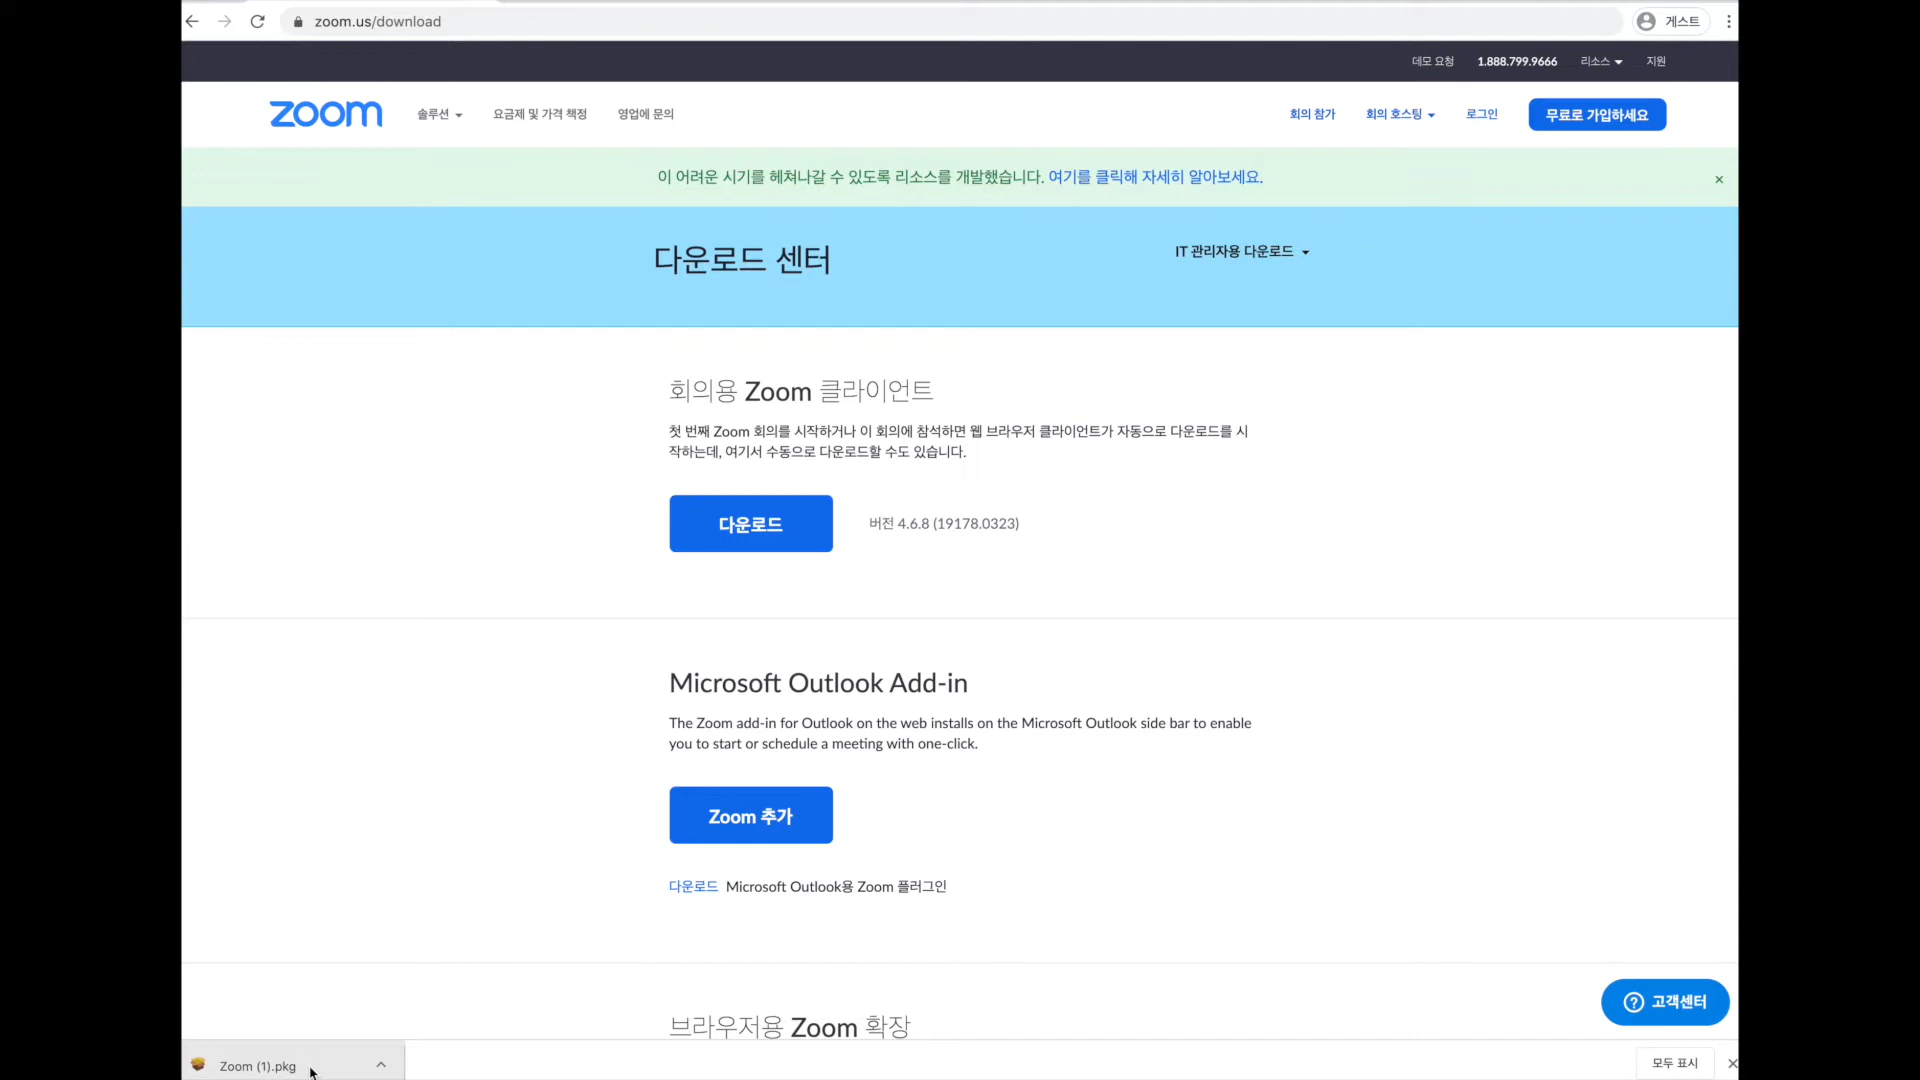 zoom.us/download
게스트
데모 요청 1.888.799.9666 리소스 지원
zoom 솔루션 요금제 및 가격 책정 영업에 문의 회의 참가 회의 호스팅 로그인 무료로 가입하세요
이 어려운 시기를 헤쳐나갈 수 있도록 리소스를 개발했습니다. 여기를 클릭해 자세히 알아보세요.
다운로드 센터
IT 관리자용 다운로드
회의용 Zoom 클라이언트
첫 번째 Zoom 회의를 시작하거나 이 회의에 참석하면 웹 브라우저 클라이언트가 자동으로 다운로드를 시
작하는데, 여기서 수동으로 다운로드할 수도 있습니다.
다운로드 버전 4.6.8 (19178.0323)
Microsoft Outlook Add-in
The Zoom add-in for Outlook on the web installs on the Microsoft Outlook side bar to enable
you to start or schedule a meeting with one-click.
Zoom 추가
다운로드 Microsoft Outlook용 Zoom 플러그인
고객센터
브라우저용 Zoom 확장
Zoom (1).pkg
모두 표시